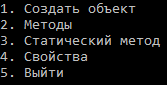 1. Создать объект
2. Методы
3. Статический метод
4. Свойства
5. Выйти